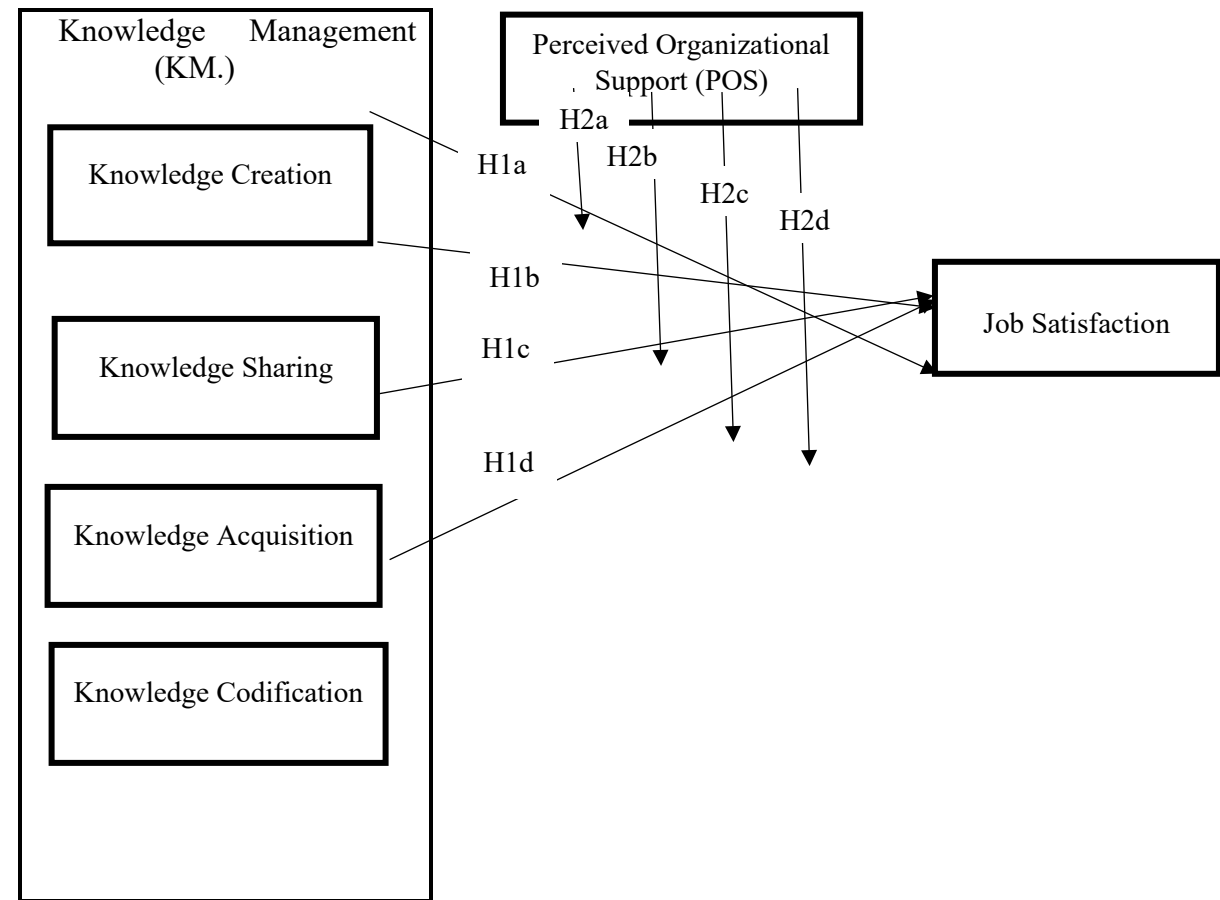 Knowledge Management
(KM.)
Knowledge Creation
Knowledge Sharing
Knowledge Acquisition
Knowledge Codification
Perceived Organizational
Support (POS)
H2a
H2b
H2c
H2d
H1a
H1b
H1c
H1d
Job Satisfaction